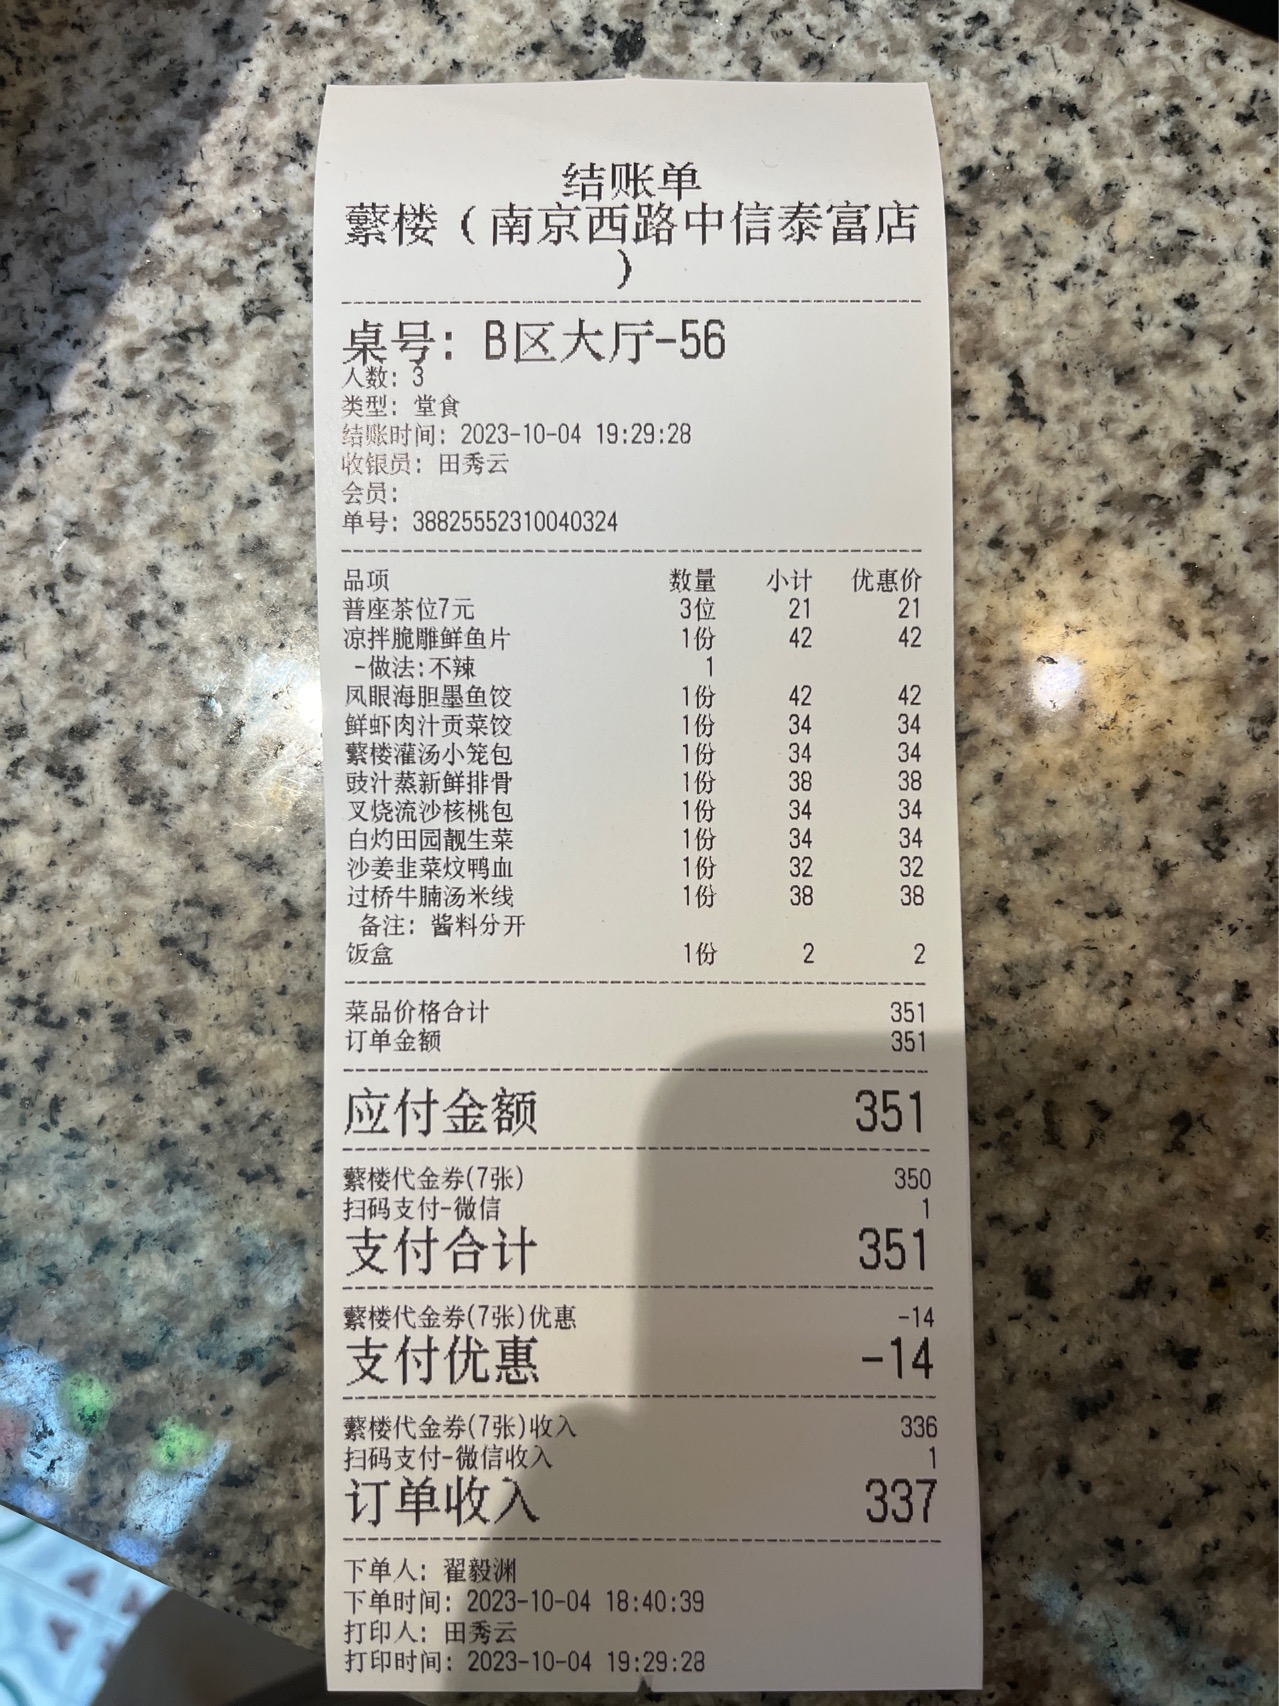 结账单
蘩楼（南京西路中信泰富店
）
桌号：B区大厅-56
人数：3
类型：堂食
结账时间：2023-10-04 19:29:28
收银员：田秀云
会员：
单号：38825552310040324
品项 数量 小计 优惠价
普座茶位7元 3位 21 21
凉拌脆雕鲜鱼片 1份 42 42
-做法:不辣 1
凤眼海胆墨鱼饺 1份 42 42
鲜虾肉汁贡菜饺 1份 34 34
蘩楼灌汤小笼包 1份 34 34
豉汁蒸新鲜排骨 1份 38 38
叉烧流沙核桃包 1份 34 34
白灼田园靓生菜 1份 34 34
沙姜韭菜炆鸭血 1份 32 32
过桥牛腩汤米线 1份 38 38
备注：酱料分开
饭盒 1份 2 2
菜品价格合计 351
订单金额 351
应付金额 351
蘩楼代金券(7张) 350
扫码支付-微信 1
支付合计 351
蘩楼代金券(7张)优惠 -14
支付优惠 -14
蘩楼代金券(7张)收入 336
扫码支付-微信收入 1
订单收入 337
下单人：翟毅渊
下单时间：2023-10-04 18:40:39
打印人：田秀云
打印时间：2023-10-04 19:29:28